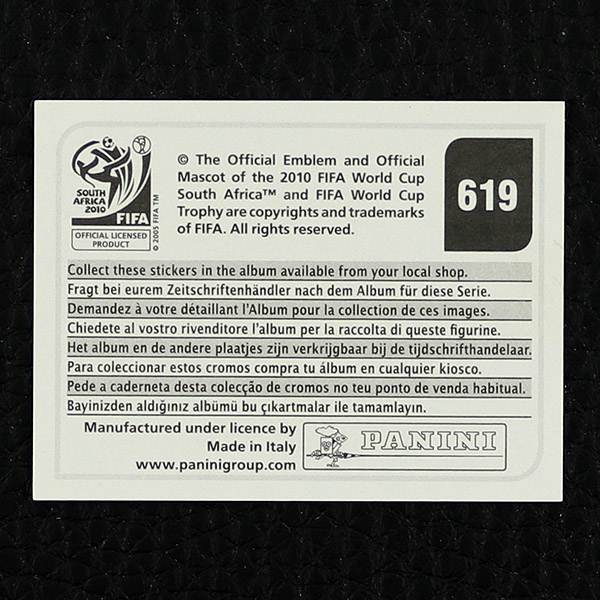 © The Official Emblem and Official
Mascot of the 2010 FIFA World Cup
South Africa™ and FIFA World Cup
Trophy are copyrights and trademarks
of FIFA. All rights reserved.
619
SOUTH
AFRICA
2010
FIFA
OFFICIAL LICENSED
PRODUCT
© 2005 FIFA TM
Collect these stickers in the album available from your local shop.
Fragt bei eurem Zeitschriftenhändler nach dem Album für diese Serie.
Demandez à votre détaillant l'Album pour la collection de ces images.
Chiedete al vostro rivenditore l'album per la raccolta di queste figurine.
Het album en de andere plaatjes zijn verkrijgbaar bij de tijdschrifthandelaar.
Para coleccionar estos cromos compra tu álbum en cualquier kiosco.
Pede a caderneta desta colecção de cromos no teu ponto de venda habitual.
Bayinizden aldığınız albümü bu çıkartmalar ile tamamlayın.
Manufactured under licence by
Made in Italy
www.paninigroup.com
PANINI